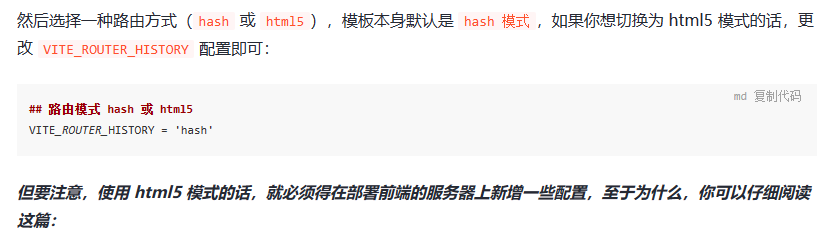 然后选择一种路由方式（ hash 或 html5 ），模板本身默认是 hash 模式 ，如果你想切换为 html5 模式的话，更
改 VITE_ROUTER_HISTORY 配置即可：
md 复制代码
## 路由模式 hash 或 html5
VITE_ROUTER_HISTORY = 'hash'
但要注意，使用 html5 模式的话，就必须得在部署前端的服务器上新增一些配置，至于为什么，你可以仔细阅读
这篇：